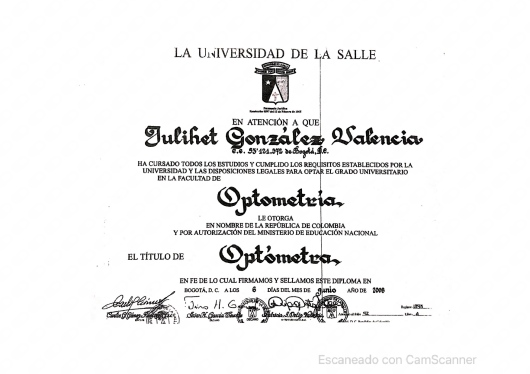 LA UNIVERSIDAD DE LA SALLE
EN ATENCIÓN A QUE
Julihet González Valencia
de Bogotá, D.C.
HA CURSADO TODOS LOS ESTUDIOS Y CUMPLIDO LOS REQUISITOS ESTABLECIDOS POR LA
UNIVERSIDAD Y LAS DISPOSICIONES LEGALES PARA OPTAR EL GRADO UNIVERSITARIO
EN LA FACULTAD DE
Optometría
LE OTORGA
EN NOMBRE DE LA REPÚBLICA DE COLOMBIA
Y POR AUTORIZACIÓN DEL MINISTERIO DE EDUCACIÓN NACIONAL
EL TÍTULO DE
Optómetra
EN FE DE LO CUAL FIRMAMOS Y SELLAMOS ESTE DIPLOMA EN
BOGOTÁ, D. C. A LOS 6 DÍAS DEL MES DE junio AÑO DE 2008
Escaneado con CamScanner